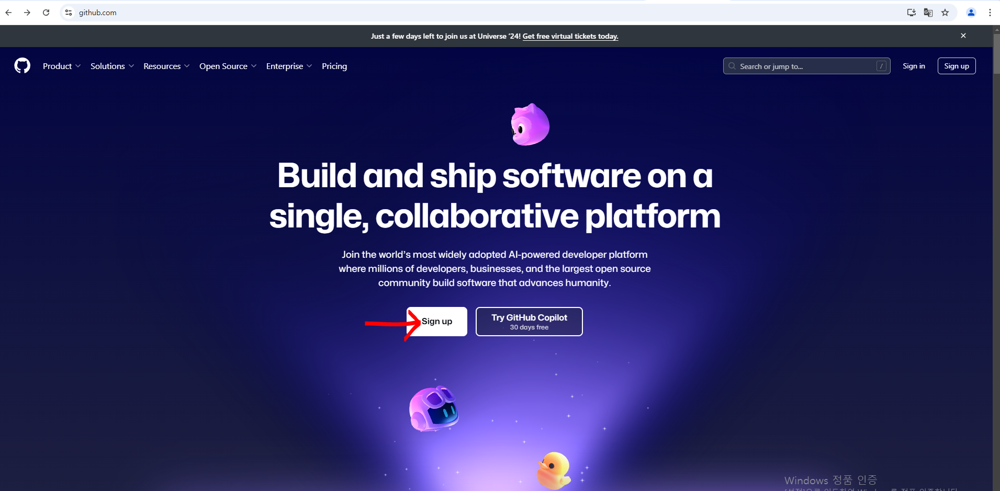 github.com
Just a few days left to join us at Universe '24! Get free virtual tickets today.
Product Solutions Resources Open Source Enterprise Pricing Search or jump to... / Sign in Sign up
Build and ship software on a
single, collaborative platform
Join the world's most widely adopted AI-powered developer platform
where millions of developers, businesses, and the largest open source
community build software that advances humanity.
Sign up
Try GitHub Copilot
30 days free
Windows 정품 인증